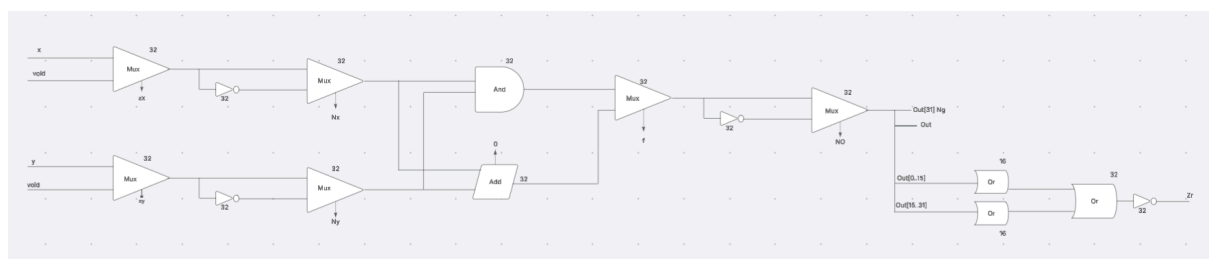 x
void
Mux
32
zX
32
Mux
32
Nx
32
And
O
Add
32
32
Mux
f
32
Mux
32
NO
Out[31] Ng
Out
Out[0..15]
Out[15..31]
16
Or
Or
16
32
Or
32
Zr
y
void
Mux
32
zy
32
Mux
32
Ny